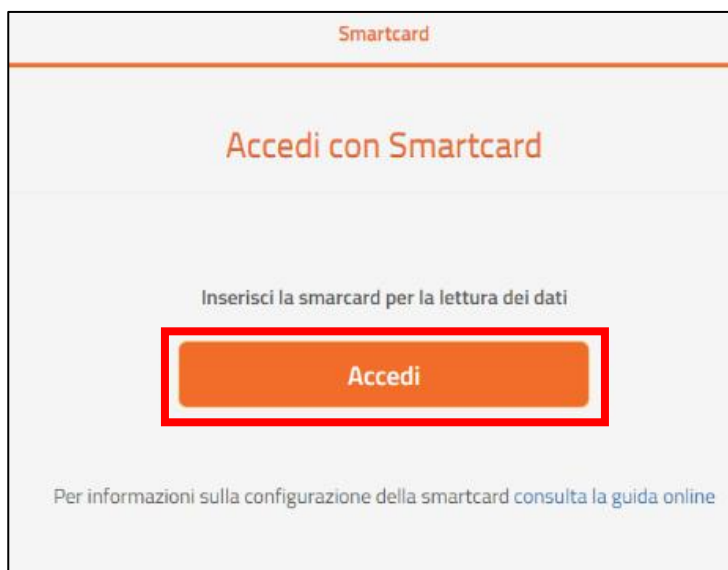 Smartcard
Accedi con Smartcard
Inserisci la smarcard per la lettura dei dati
Accedi
Per informazioni sulla configurazione della smartcard consulta la guida online